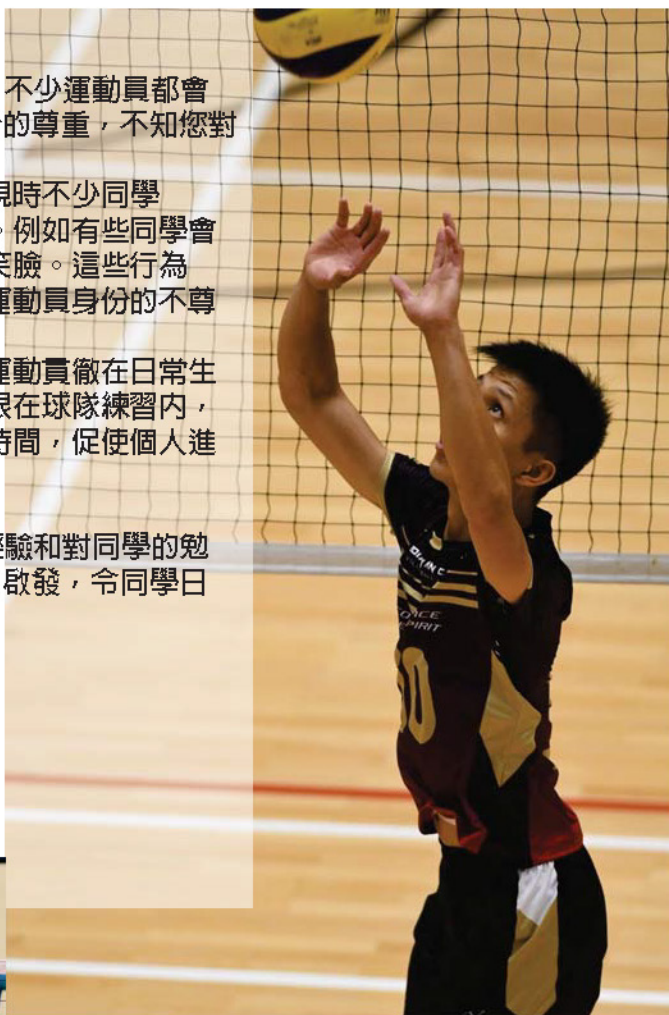 不少運動員都會
的尊重，不知您對
現時不少同學
。例如有些同學會
笑臉。這些行為
運動員身份的不尊
運動貫徹在日常生
限在球隊練習内，
時間，促使個人進
經驗和對同學的勉
啟發，令同學日
SPIRIT